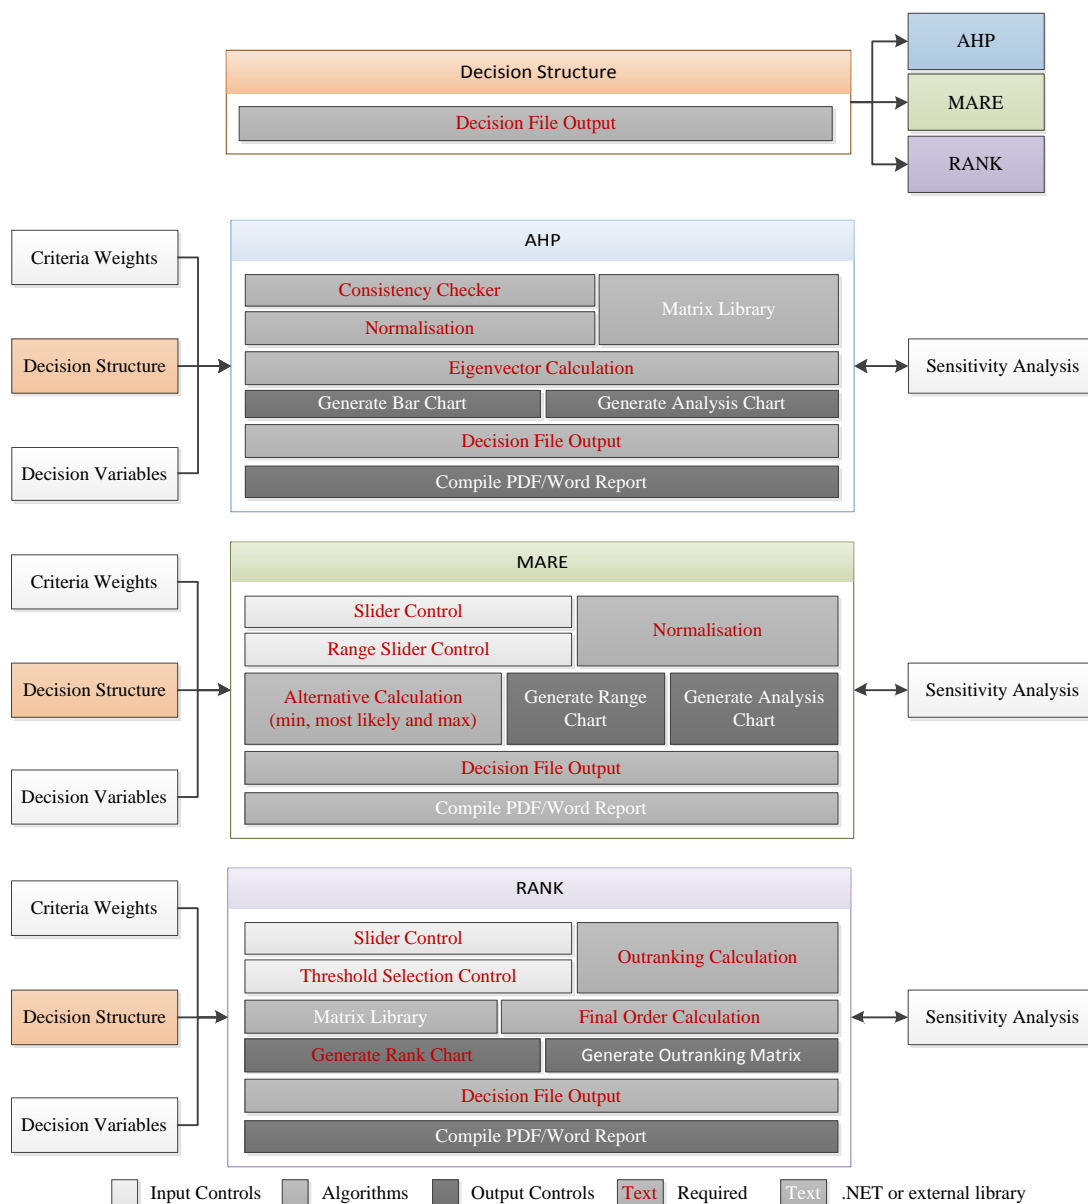 Decision Structure
Decision File Output
AHP
MARE
RANK
AHP
Criteria Weights
Decision Structure
Decision Variables
Consistency Checker
Normalisation
Matrix Library
Eigenvector Calculation
Generate Bar Chart
Generate Analysis Chart
Decision File Output
Compile PDF/Word Report
Sensitivity Analysis
MARE
Criteria Weights
Decision Structure
Decision Variables
Slider Control
Range Slider Control
Normalisation
Alternative Calculation
(min, most likely and max)
Generate Range
Chart
Generate Analysis
Chart
Decision File Output
Compile PDF/Word Report
Sensitivity Analysis
RANK
Criteria Weights
Decision Structure
Decision Variables
Slider Control
Threshold Selection Control
Outranking Calculation
Matrix Library
Final Order Calculation
Generate Rank Chart
Generate Outranking Matrix
Decision File Output
Compile PDF/Word Report
Sensitivity Analysis
Input Controls
Algorithms
Output Controls
Text
Required
Text
.NET or external library